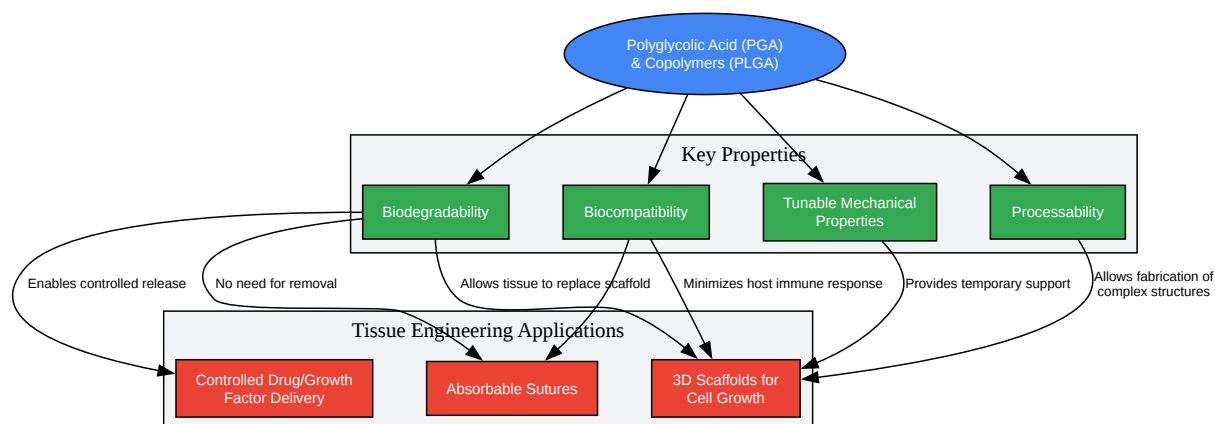 Polyglycolic Acid (PGA)
& Copolymers (PLGA)
Key Properties
Biodegradability
Biocompatibility
Tunable Mechanical
Properties
Processability
Enables controlled release
No need for removal
Allows tissue to replace scaffold
Minimizes host immune response
Provides temporary support
Allows fabrication of
complex structures
Tissue Engineering Applications
Controlled Drug/Growth
Factor Delivery
Absorbable Sutures
3D Scaffolds for
Cell Growth